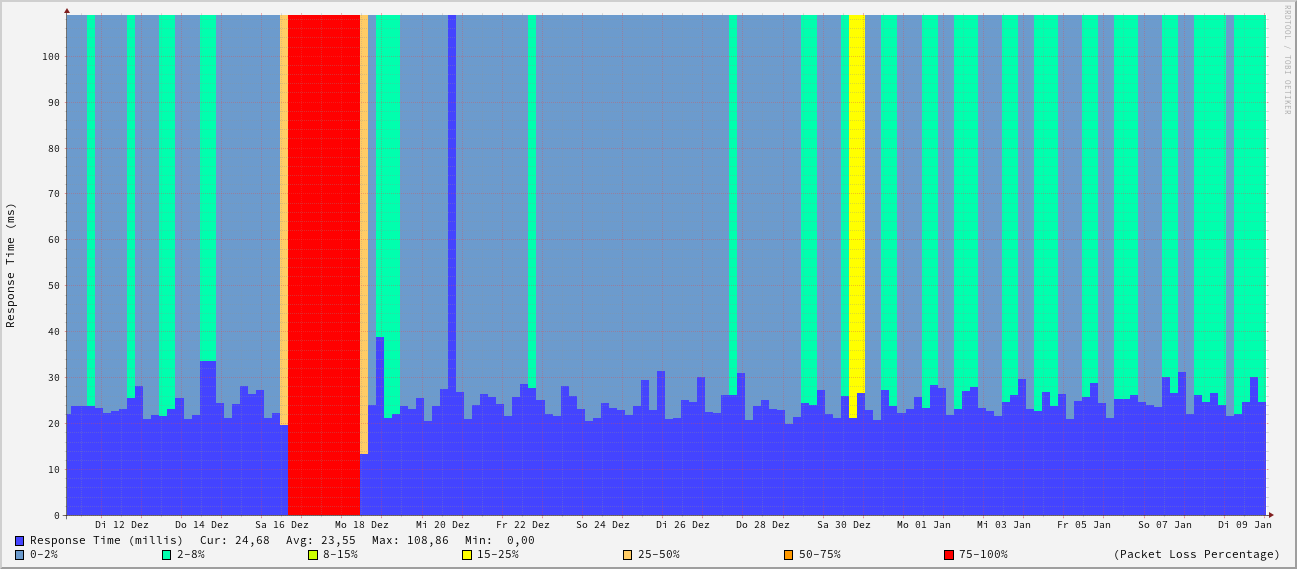 RRDTOOL / TOBI OETIKER
Response Time (ms)
100
90
80
70
60
50
40
30
20
10
0
Di 12 Dez Do 14 Dez Sa 16 Dez Mo 18 Dez Mi 20 Dez Fr 22 Dez So 24 Dez Di 26 Dez Do 28 Dez Sa 30 Dez Mo 01 Jan Mi 03 Jan Fr 05 Jan So 07 Jan Di 09 Jan
Response Time (millis) Cur: 24,68 Avg: 23,55 Max: 108,86 Min: 0,00
0-2% 2-8% 8-15% 15-25% 25-50% 50-75% 75-100% (Packet Loss Percentage)